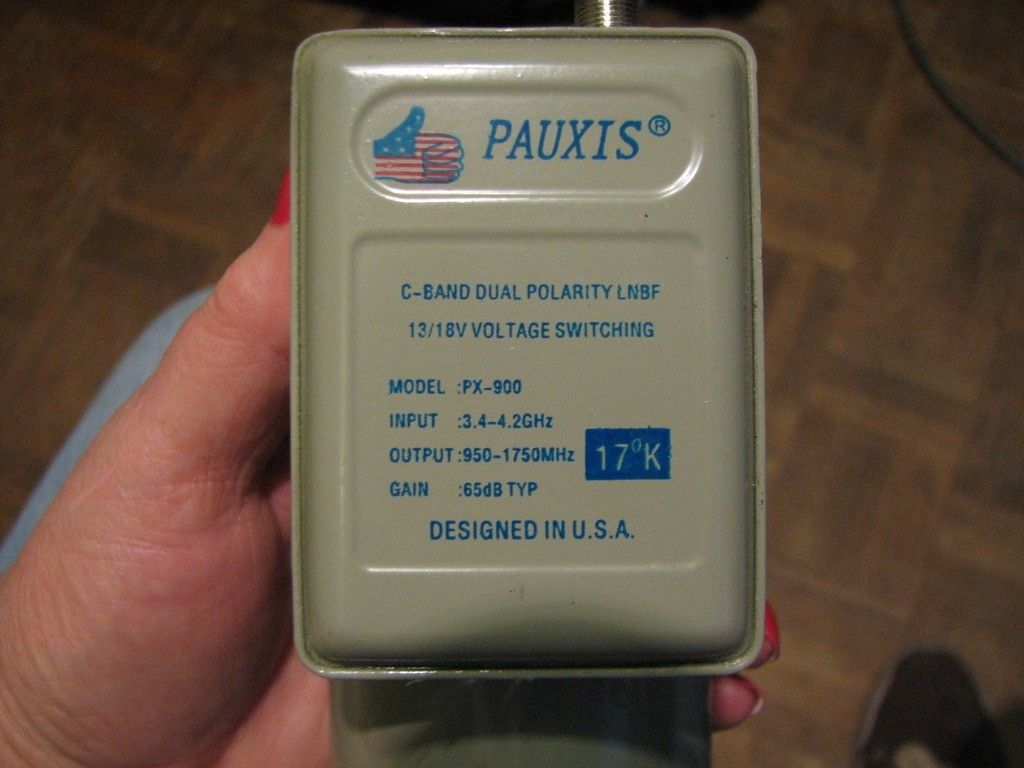 PAUXIS®
C-BAND DUAL POLARITY LNBF
13/18V VOLTAGE SWITCHING
MODEL :PX-900
INPUT :3.4-4.2GHz
OUTPUT:950-1750MHz
17°K
GAIN :65dB TYP
DESIGNED IN U.S.A.